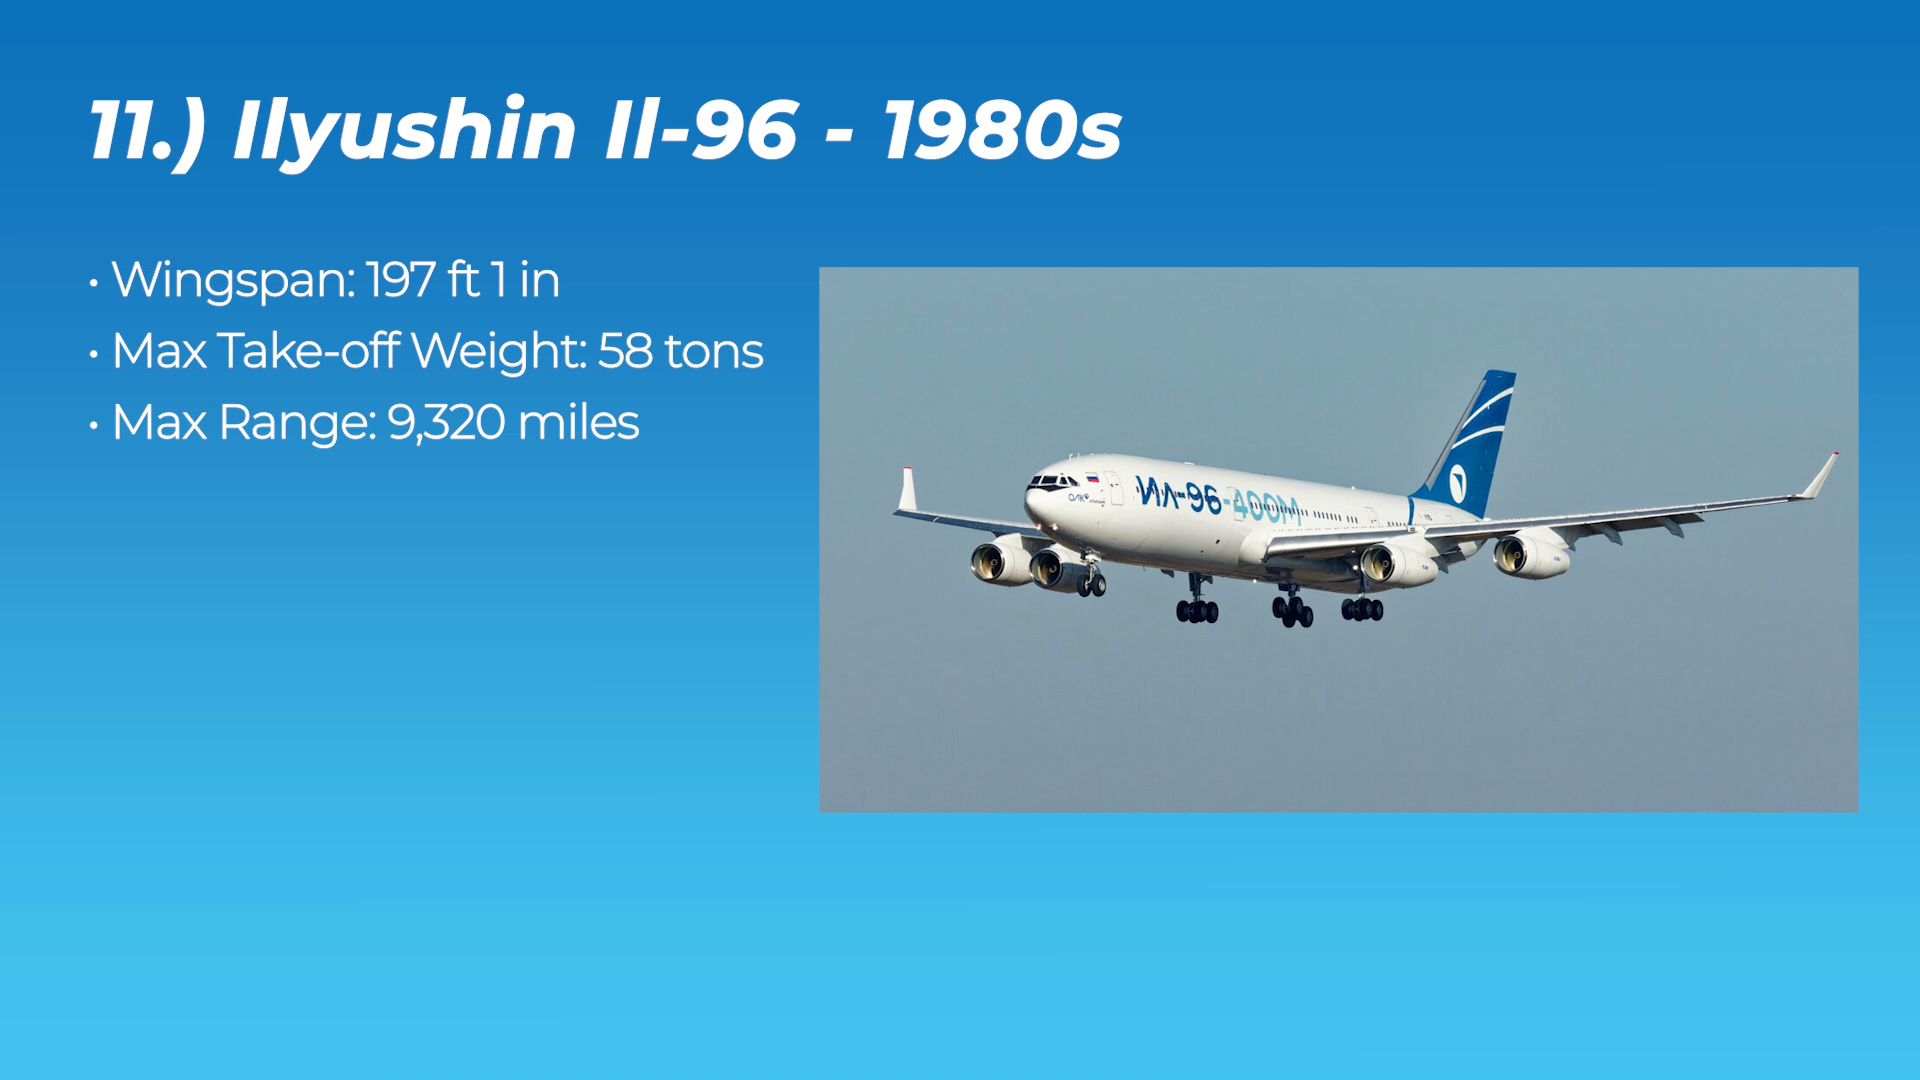 11.) Ilyushin Il-96 - 1980s
• Wingspan: 197 ft 1 in
• Max Take-off Weight: 58 tons
• Max Range: 9,320 miles
ИЛ-96-400М
ОАК